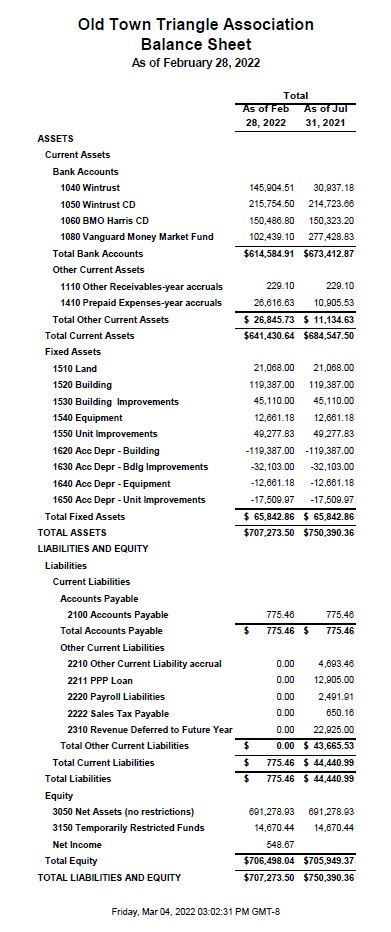 Old Town Triangle Association
Balance Sheet
As of February 28, 2022
Total
As of Feb As of Jul
28, 2022 31, 2021
ASSETS
Current Assets
Bank Accounts
1040 Wintrust 145,904.51 30,937.18
1050 Wintrust CD 215,754.50 214,723.66
1060 BMO Harris CD 150,486.80 150,323.20
1080 Vanguard Money Market Fund 102,439.10 277,428.83
Total Bank Accounts $614,584.91 $673,412.87
Other Current Assets
1110 Other Receivables-year accruals 229.10 229.10
1410 Prepaid Expenses-year accruals 26,616.63 10,905.53
Total Other Current Assets $ 26,845.73 $ 11,134.63
Total Current Assets $641,430.64 $684,547.50
Fixed Assets
1510 Land 21,068.00 21,068.00
1520 Building 119,387.00 119,387.00
1530 Building Improvements 45,110.00 45,110.00
1540 Equipment 12,661.18 12,661.18
1550 Unit Improvements 49,277.83 49,277.83
1620 Acc Depr - Building -119,387.00 -119,387.00
1630 Acc Depr - Bdlg Improvements -32,103.00 -32,103.00
1640 Acc Depr - Equipment -12,661.18 -12,661.18
1650 Acc Depr - Unit Improvements -17,509.97 -17,509.97
Total Fixed Assets $ 65,842.86 $ 65,842.86
TOTAL ASSETS $707,273.50 $750,390.36
LIABILITIES AND EQUITY
Liabilities
Current Liabilities
Accounts Payable
2100 Accounts Payable 775.46 775.46
Total Accounts Payable $ 775.46 $ 775.46
Other Current Liabilities
2210 Other Current Liability accrual 0.00 4,693.46
2211 PPP Loan 0.00 12,905.00
2220 Payroll Liabilities 0.00 2,491.91
2222 Sales Tax Payable 0.00 650.16
2310 Revenue Deferred to Future Year 0.00 22,925.00
Total Other Current Liabilities $ 0.00 $ 43,665.53
Total Current Liabilities $ 775.46 $ 44,440.99
Total Liabilities $ 775.46 $ 44,440.99
Equity
3050 Net Assets (no restrictions) 691,278.93 691,278.93
3150 Temporarily Restricted Funds 14,670.44 14,670.44
Net Income 548.67
Total Equity $706,498.04 $705,949.37
TOTAL LIABILITIES AND EQUITY $707,273.50 $750,390.36
Friday, Mar 04, 2022 03:02:31 PM GMT-8